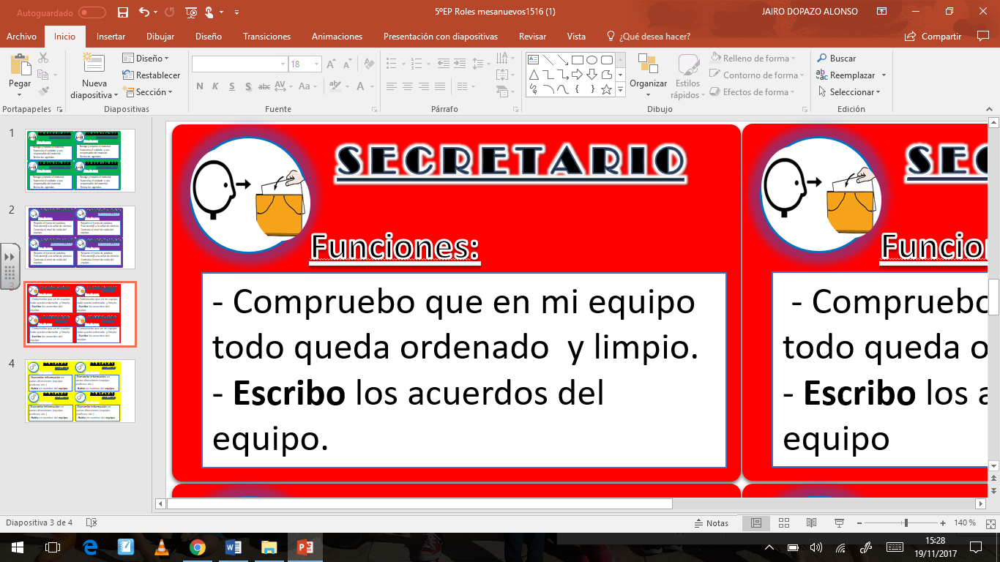 Autoguardado
5ºEP Roles mesanuevos1516 (1)
JAIRO DOPAZO ALONSO
Archivo
Inicio
Insertar
Dibujar
Diseño
Transiciones
Animaciones
Presentación con diapositivas
Revisar
Vista
¿Qué desea hacer?
Compartir
Pegar
Nueva
diapositiva
Diseño
Restablecer
Sección
18
N K S S abc AV Aa A
Organizar
Estilos
rápidos
Relleno de forma
Contorno de forma
Efectos de forma
Buscar
Reemplazar
Seleccionar
Portapapeles
Diapositivas
Fuente
Párrafo
Dibujo
Edición
1
2
3
4
SECRETARIO
Funciones:
- Compruebo que en mi equipo
todo queda ordenado y limpio.
- Escribo los acuerdos del
equipo.
SEC
Funcion
- Compruebo
todo queda o
- Escribo los a
equipo
Diapositiva 3 de 4
Notas
140 %
15:28
19/11/2017